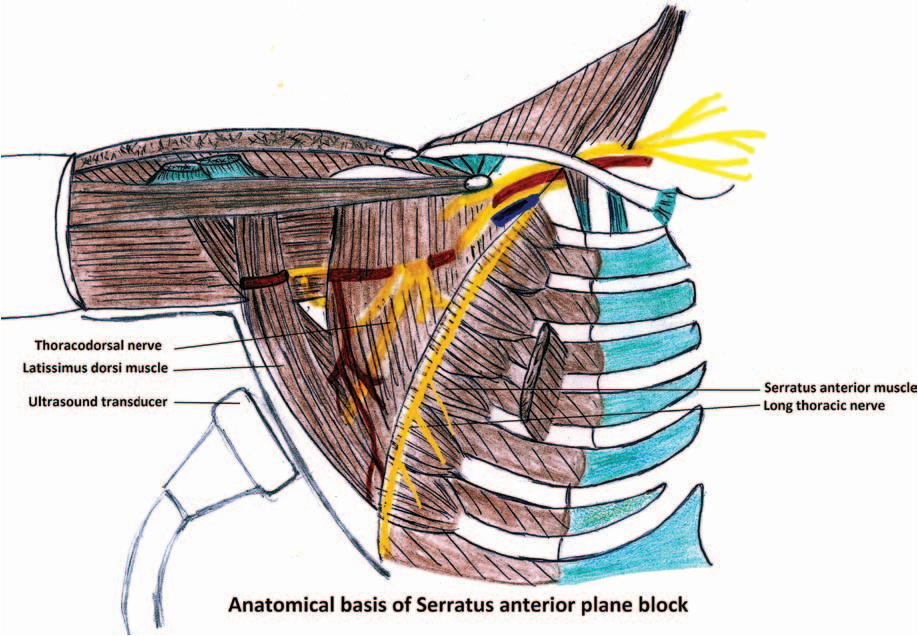 Thoracodorsal nerve
Latissimus dorsi muscle
Ultrasound transducer
Serratus anterior muscle
Long thoracic nerve
Anatomical basis of Serratus anterior plane block